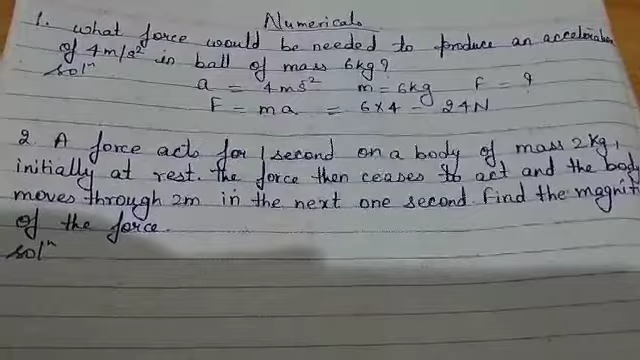 Numericals
1. What force would be needed to produce an acceleration
of 4m/s² in ball of mass 6kg?
solⁿ
a = 4ms² m = 6kg F = ?
F = ma = 6×4 = 24N
2. A force acts for 1 second on a body of mass 2kg,
initially at rest. The force then ceases to act and the body
moves through 2m in the next one second. Find the magnit
of the force.
solⁿ